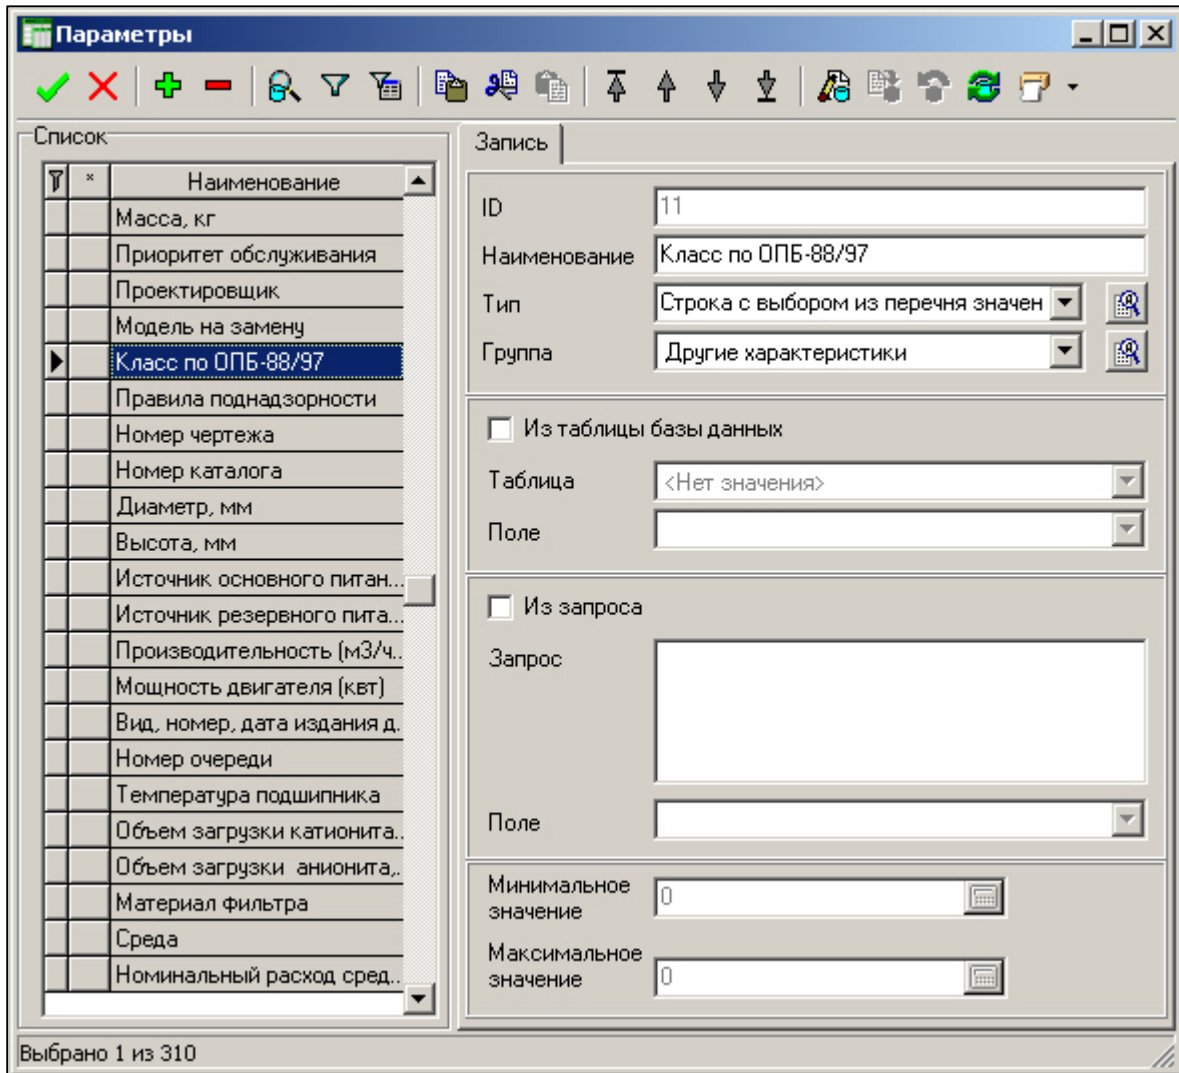 Параметры
Список
Наименование
Масса, кг
Приоритет обслуживания
Проектировщик
Модель на замену
Класс по ОПБ-88/97
Правила поднадзорности
Номер чертежа
Номер каталога
Диаметр, мм
Высота, мм
Источник основного питан...
Источник резервного пита...
Производительность (м3/ч..
Мощность двигателя (квт)
Вид, номер, дата издания д.
Номер очереди
Температура подшипника
Объем загрузки катионита..
Объем загрузки анионита,.
Материал фильтра
Среда
Номинальный расход сред..
Запись
ID 11
Наименование Класс по ОПБ-88/97
Тип Строка с выбором из перечня значен
Группа Другие характеристики
Из таблицы базы данных
Таблица <Нет значения>
Поле
Из запроса
Запрос
Поле
Минимальное
значение 0
Максимальное
значение 0
Выбрано 1 из 310